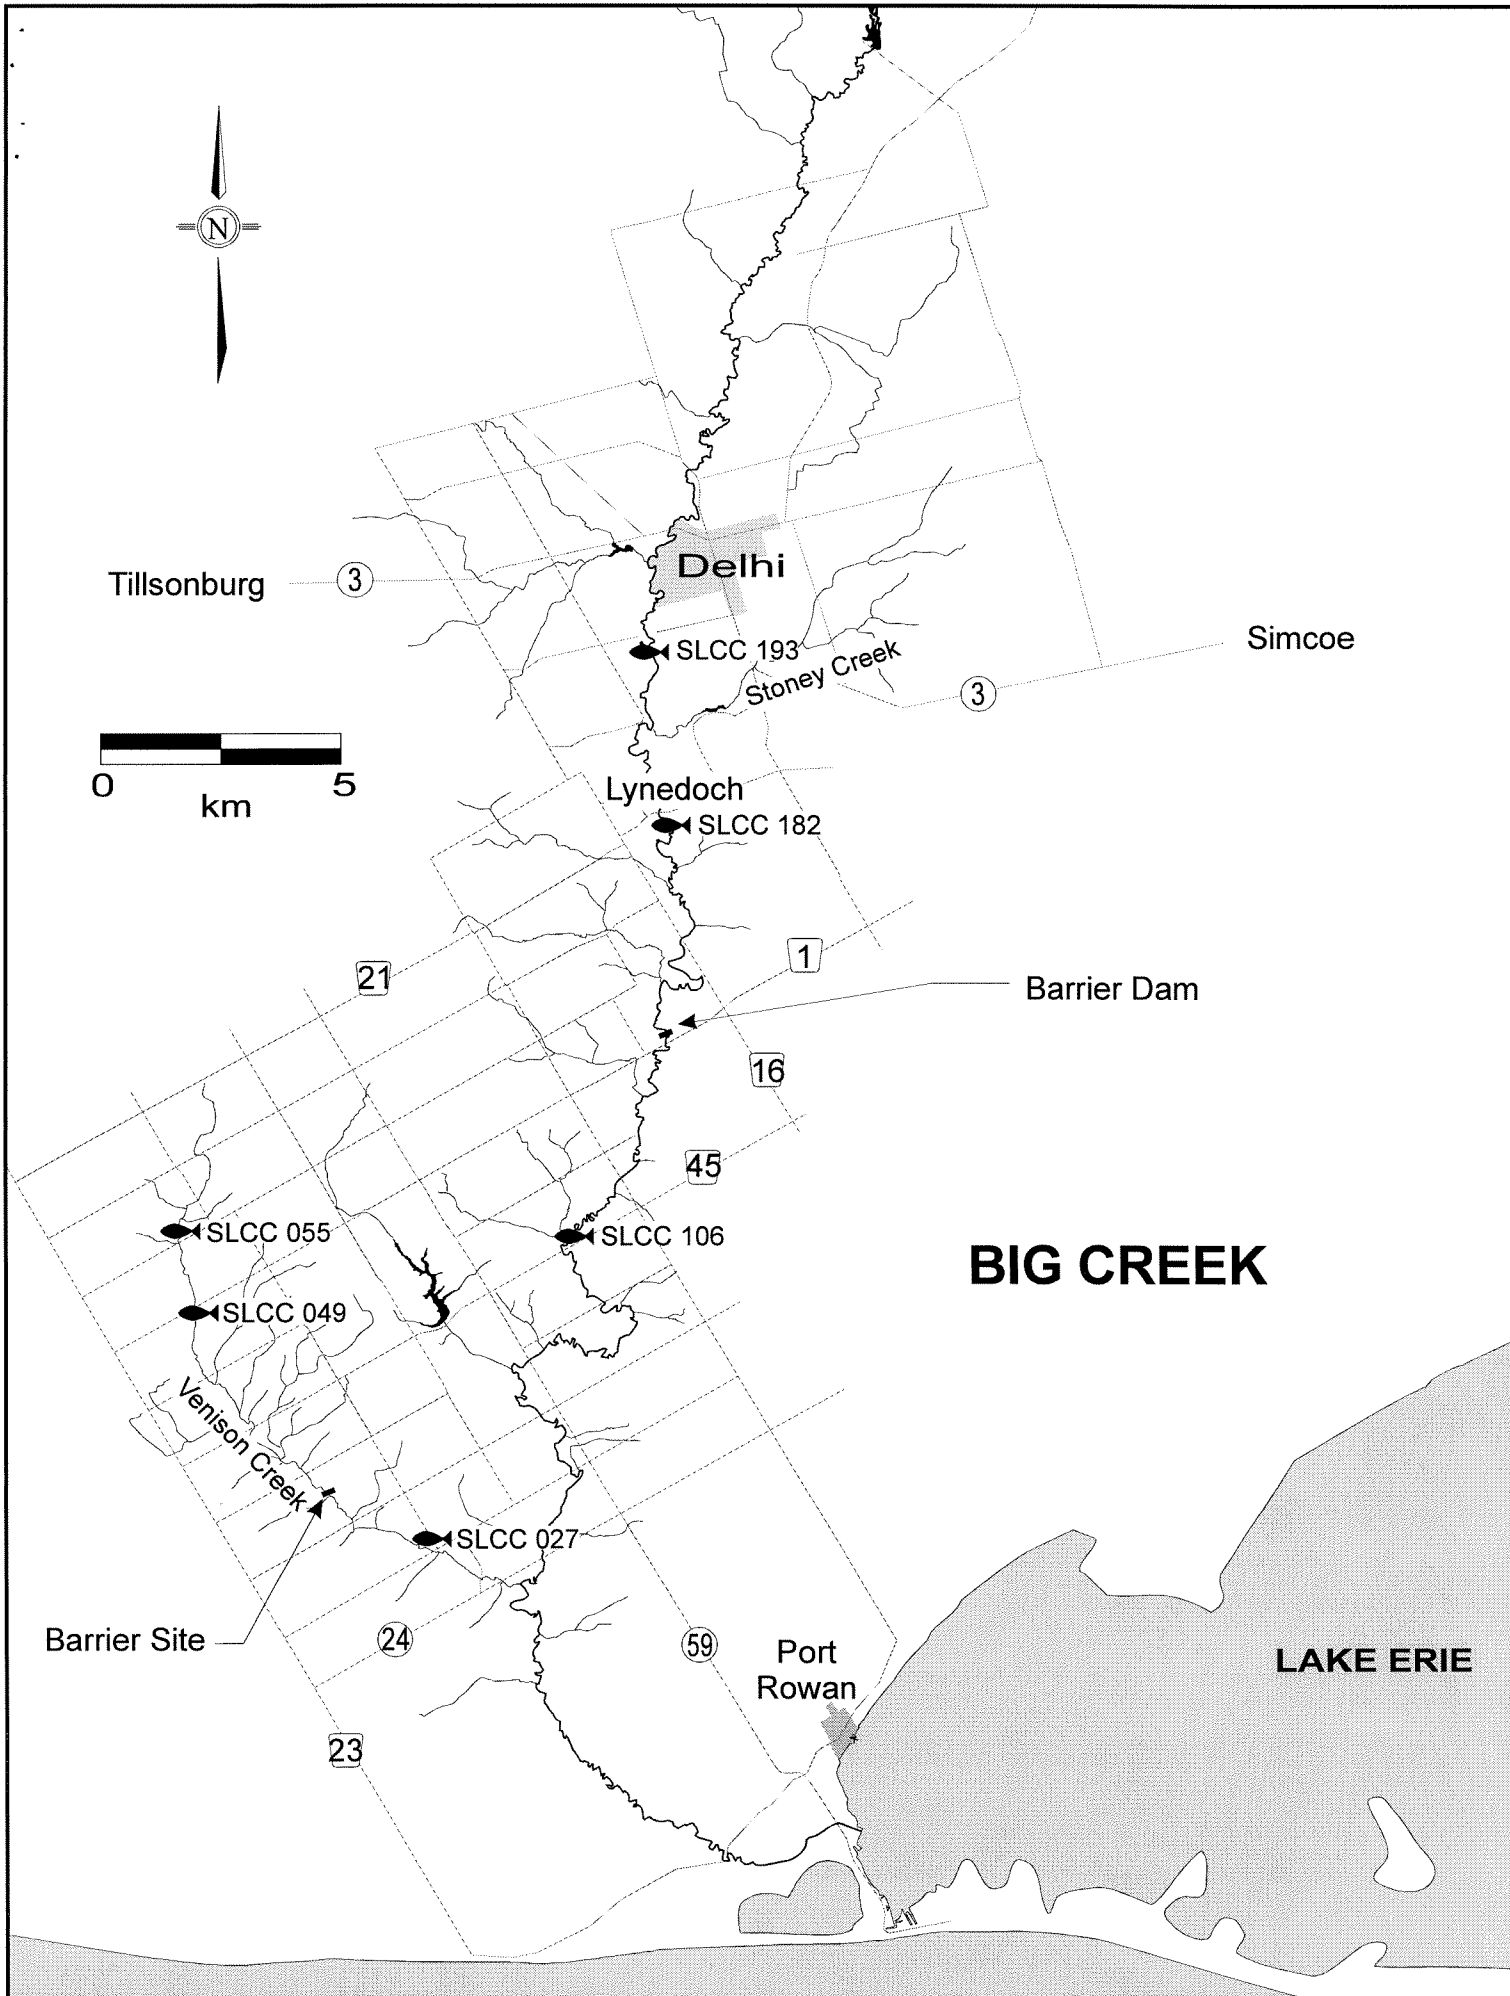 N
Tillsonburg
3
Delhi
SLCC 193
Stoney Creek
Simcoe
3
0
5
km
Lynedoch
SLCC 182
21
1
Barrier Dam
16
45
SLCC 055
SLCC 106
BIG CREEK
SLCC 049
Venison Creek
SLCC 027
Barrier Site
24
59
Port
Rowan
LAKE ERIE
23